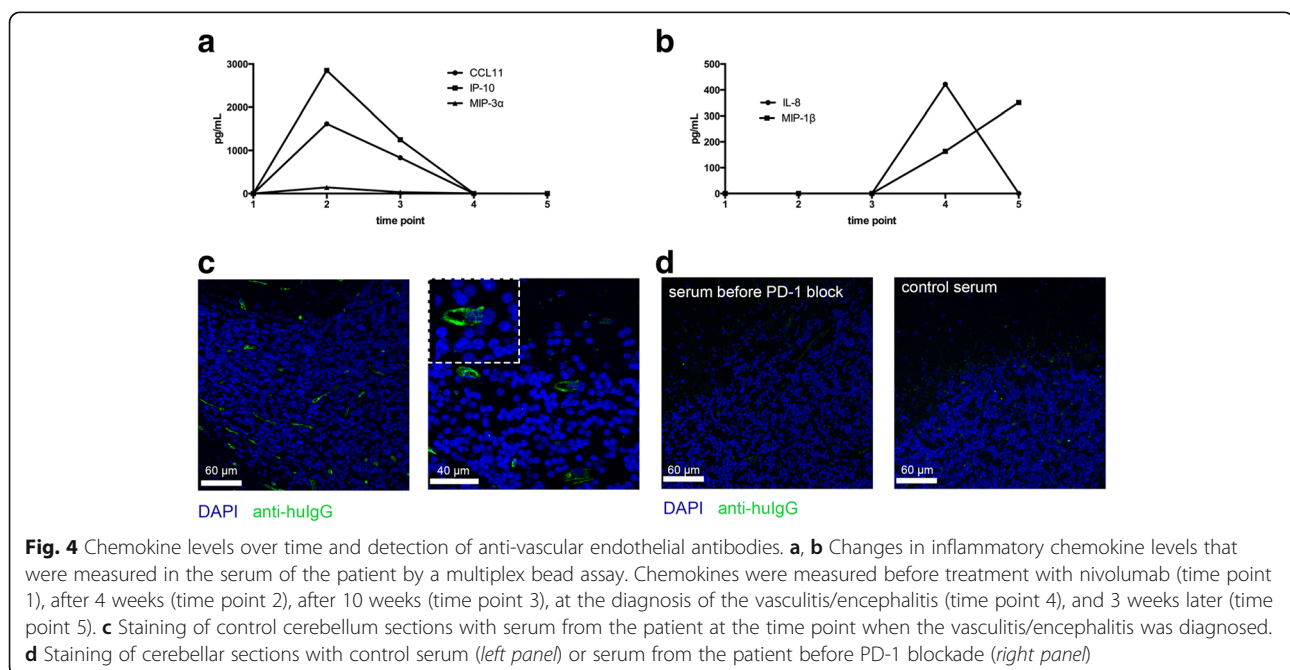 a
3000
2000
1000
0
pg/mL
1 2 3 4 5
time point
CCL11
IP-10
MIP-3α
b
500
400
300
200
100
0
pg/mL
1 2 3 4 5
time point
IL-8
MIP-1β
c
60 µm
40 µm
DAPI anti-huIgG
d
serum before PD-1 block
60 µm
control serum
60 µm
DAPI anti-huIgG
Fig. 4 Chemokine levels over time and detection of anti-vascular endothelial antibodies. a, b Changes in inflammatory chemokine levels that
were measured in the serum of the patient by a multiplex bead assay. Chemokines were measured before treatment with nivolumab (time point
1), after 4 weeks (time point 2), after 10 weeks (time point 3), at the diagnosis of the vasculitis/encephalitis (time point 4), and 3 weeks later (time
point 5). c Staining of control cerebellum sections with serum from the patient at the time point when the vasculitis/encephalitis was diagnosed.
d Staining of cerebellar sections with control serum (left panel) or serum from the patient before PD-1 blockade (right panel)